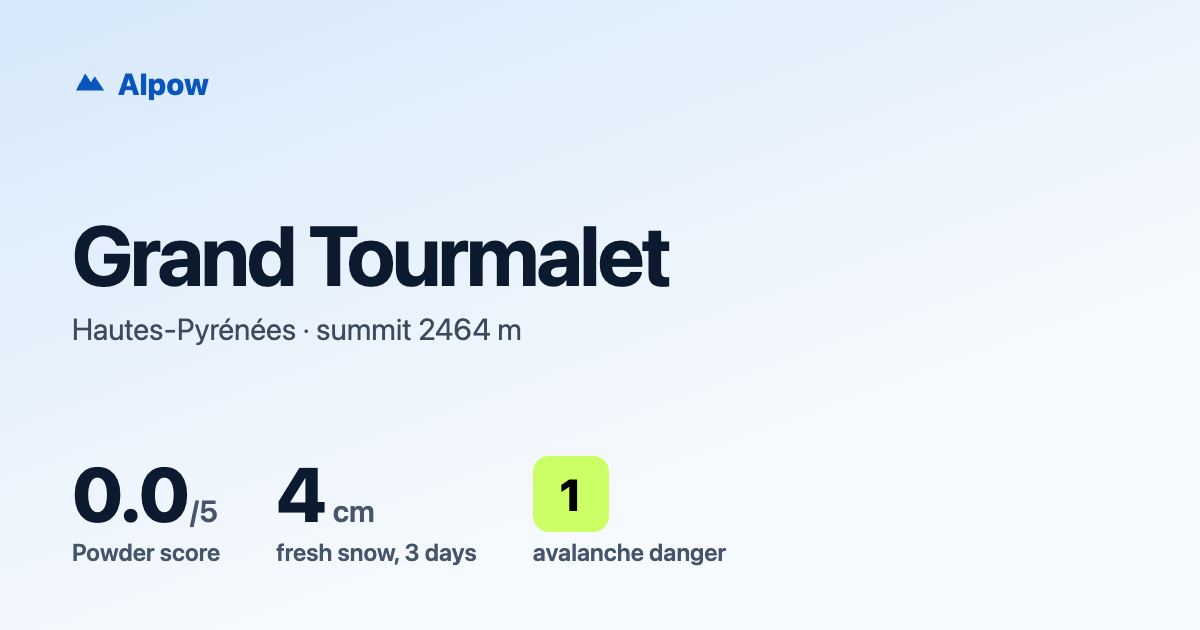 Alpow
Grand Tourmalet
Hautes-Pyrénées · summit 2464 m
0.0/5
Powder score
4 cm
fresh snow, 3 days
1
avalanche danger